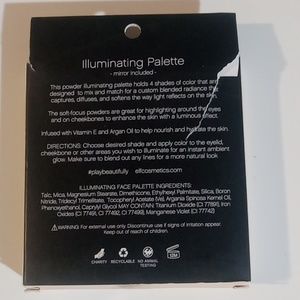 Illuminating Palette
- mirror included -
This powder illuminating palette holds 4 shades of color that are
designed to mix and match for a custom blended radiance that
captures, diffuses, and softens the way light reflects on the skin.
The soft-focus powders are great for highlighting around the eyes
and on cheekbones to enhance the skin with a luminous effect.
Infused with Vitamin E and Argan Oil to help nourish and hydrate the skin.
DIRECTIONS: Choose desired shade and apply color to the eyelid,
cheekbone or other areas you wish to illuminate for an instant ambient
glow. Make sure to blend out any lines for a more natural look
#playbeautifully elfcosmetics.com
ILLUMINATING FACE PALETTE INGREDIENTS:
Talc, Mica, Magnesium Stearate, Dimethicone, Ethylhexyl Palmitate, Silica, Boron
Nitride, Tridecyl Trimellitate, Tocopheryl Acetate (Vit. E), Argania Spinosa Kernel Oil,
Phenoxyethanol, Caprylyl Glycol MAY CONTAIN: Titanium Dioxide (CI 77891), Iron
Oxides (CI 77491, CI 77492, CI 77499), Manganese Violet (CI 77742)
WARNING: For external use only Discontinue use if signs of irritation appear.
Keep out of reach of children.
CHARITY RECYCLABLE NO ANIMAL TESTING 12M